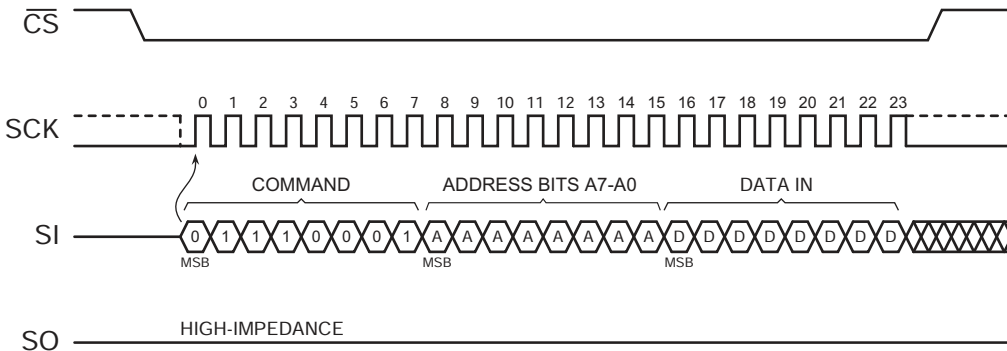 CS
0 1 2 3 4 5 6 7 8 9 10 11 12 13 14 15 16 17 18 19 20 21 22 23
SCK
COMMAND ADDRESS BITS A7-A0 DATA IN
SI 0 1 1 1 0 0 0 1 A A A A A A A A D D D D D D D D
MSB MSB MSB
HIGH-IMPEDANCE
SO